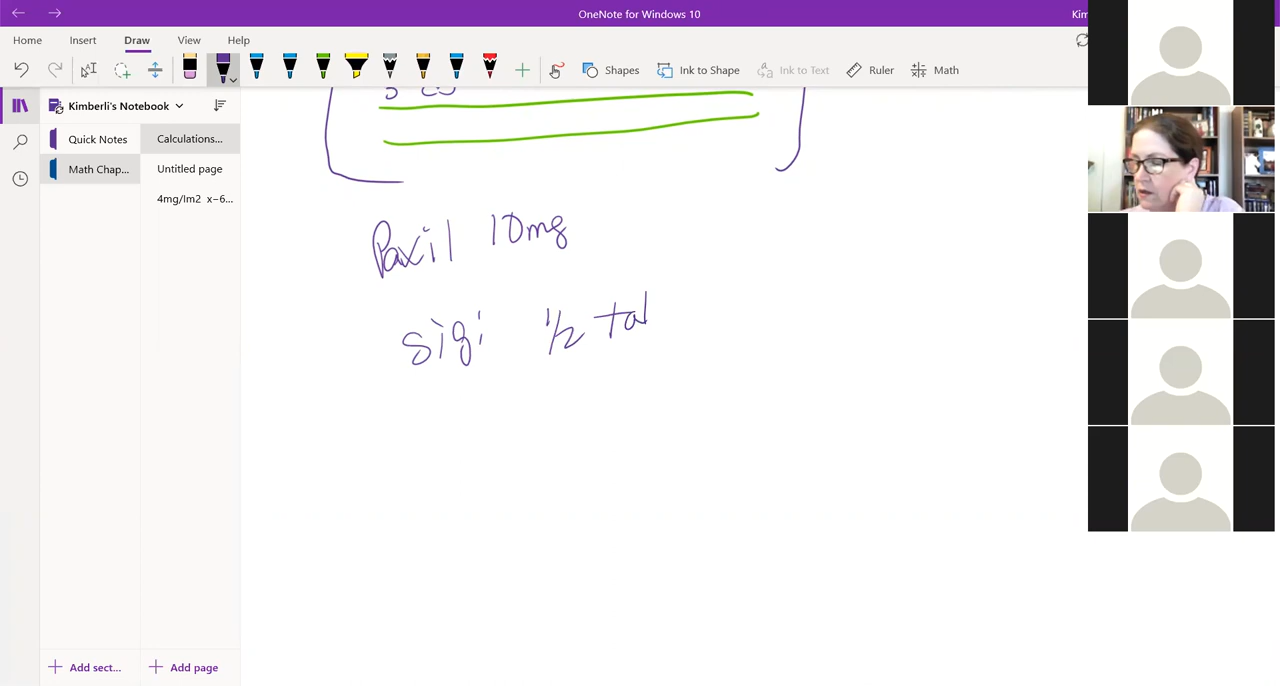 OneNote for Windows 10
Kim
Home Insert Draw View Help
Shapes Ink to Shape Ink to Text Ruler Math
Kimberli's Notebook
Quick Notes
Math Chap...
Calculations...
Untitled page
4mg/lm2 x-6...
Paxil 10mg
sig: 1/2 tal
Add sect...
Add page